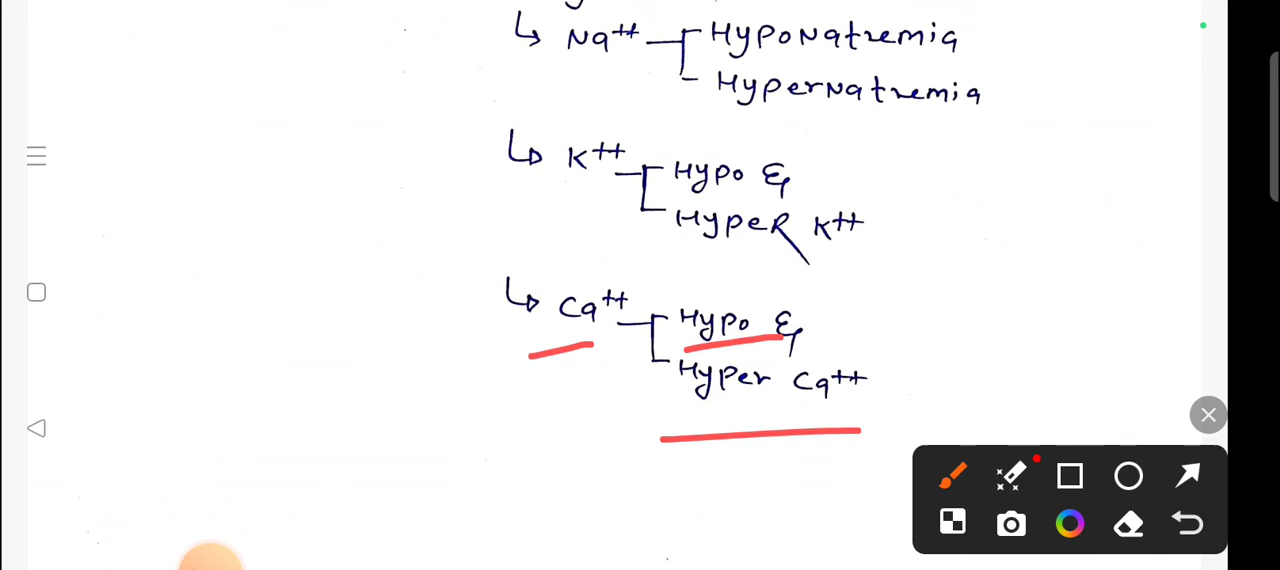 ↳ Na++ HypoNatremia
HyperNatremia
↳ K++ Hypo &
HypeR K++
↳ Ca++ Hypo &
Hyper Ca++